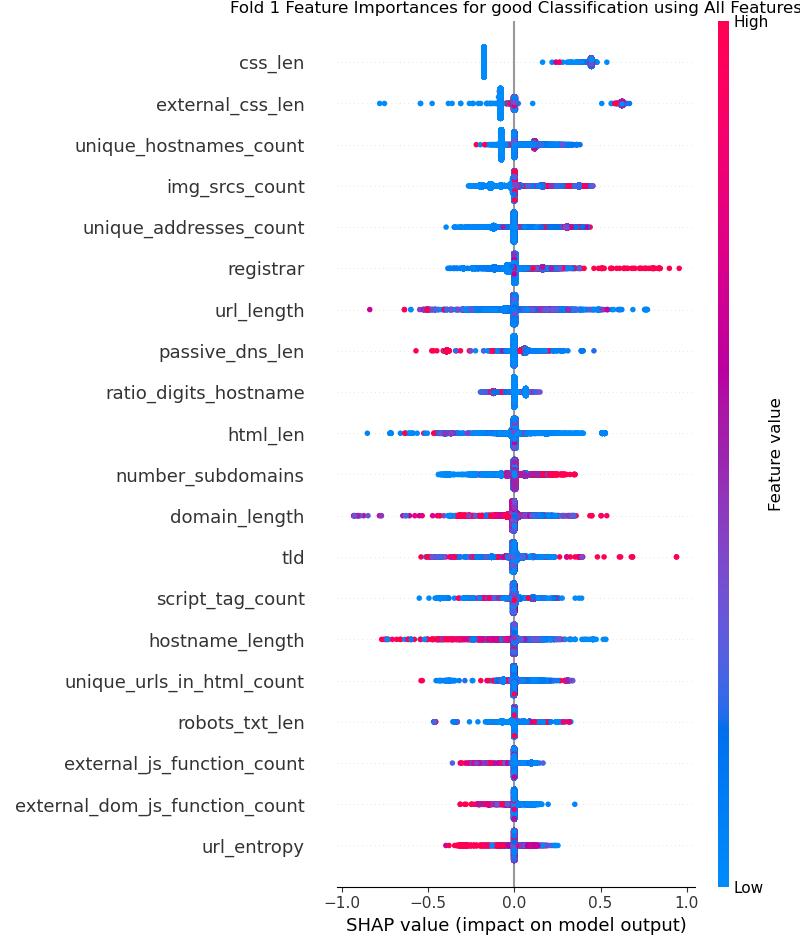 Fold 1 Feature Importances for good Classification using All Features
High
css_len
external_css_len
unique_hostnames_count
img_srcs_count
unique_addresses_count
registrar
url_length
passive_dns_len
ratio_digits_hostname
html_len
number_subdomains
domain_length
tld
script_tag_count
hostname_length
unique_urls_in_html_count
robots_txt_len
external_js_function_count
external_dom_js_function_count
url_entropy
Feature value
Low
−1.0 −0.5 0.0 0.5 1.0
SHAP value (impact on model output)